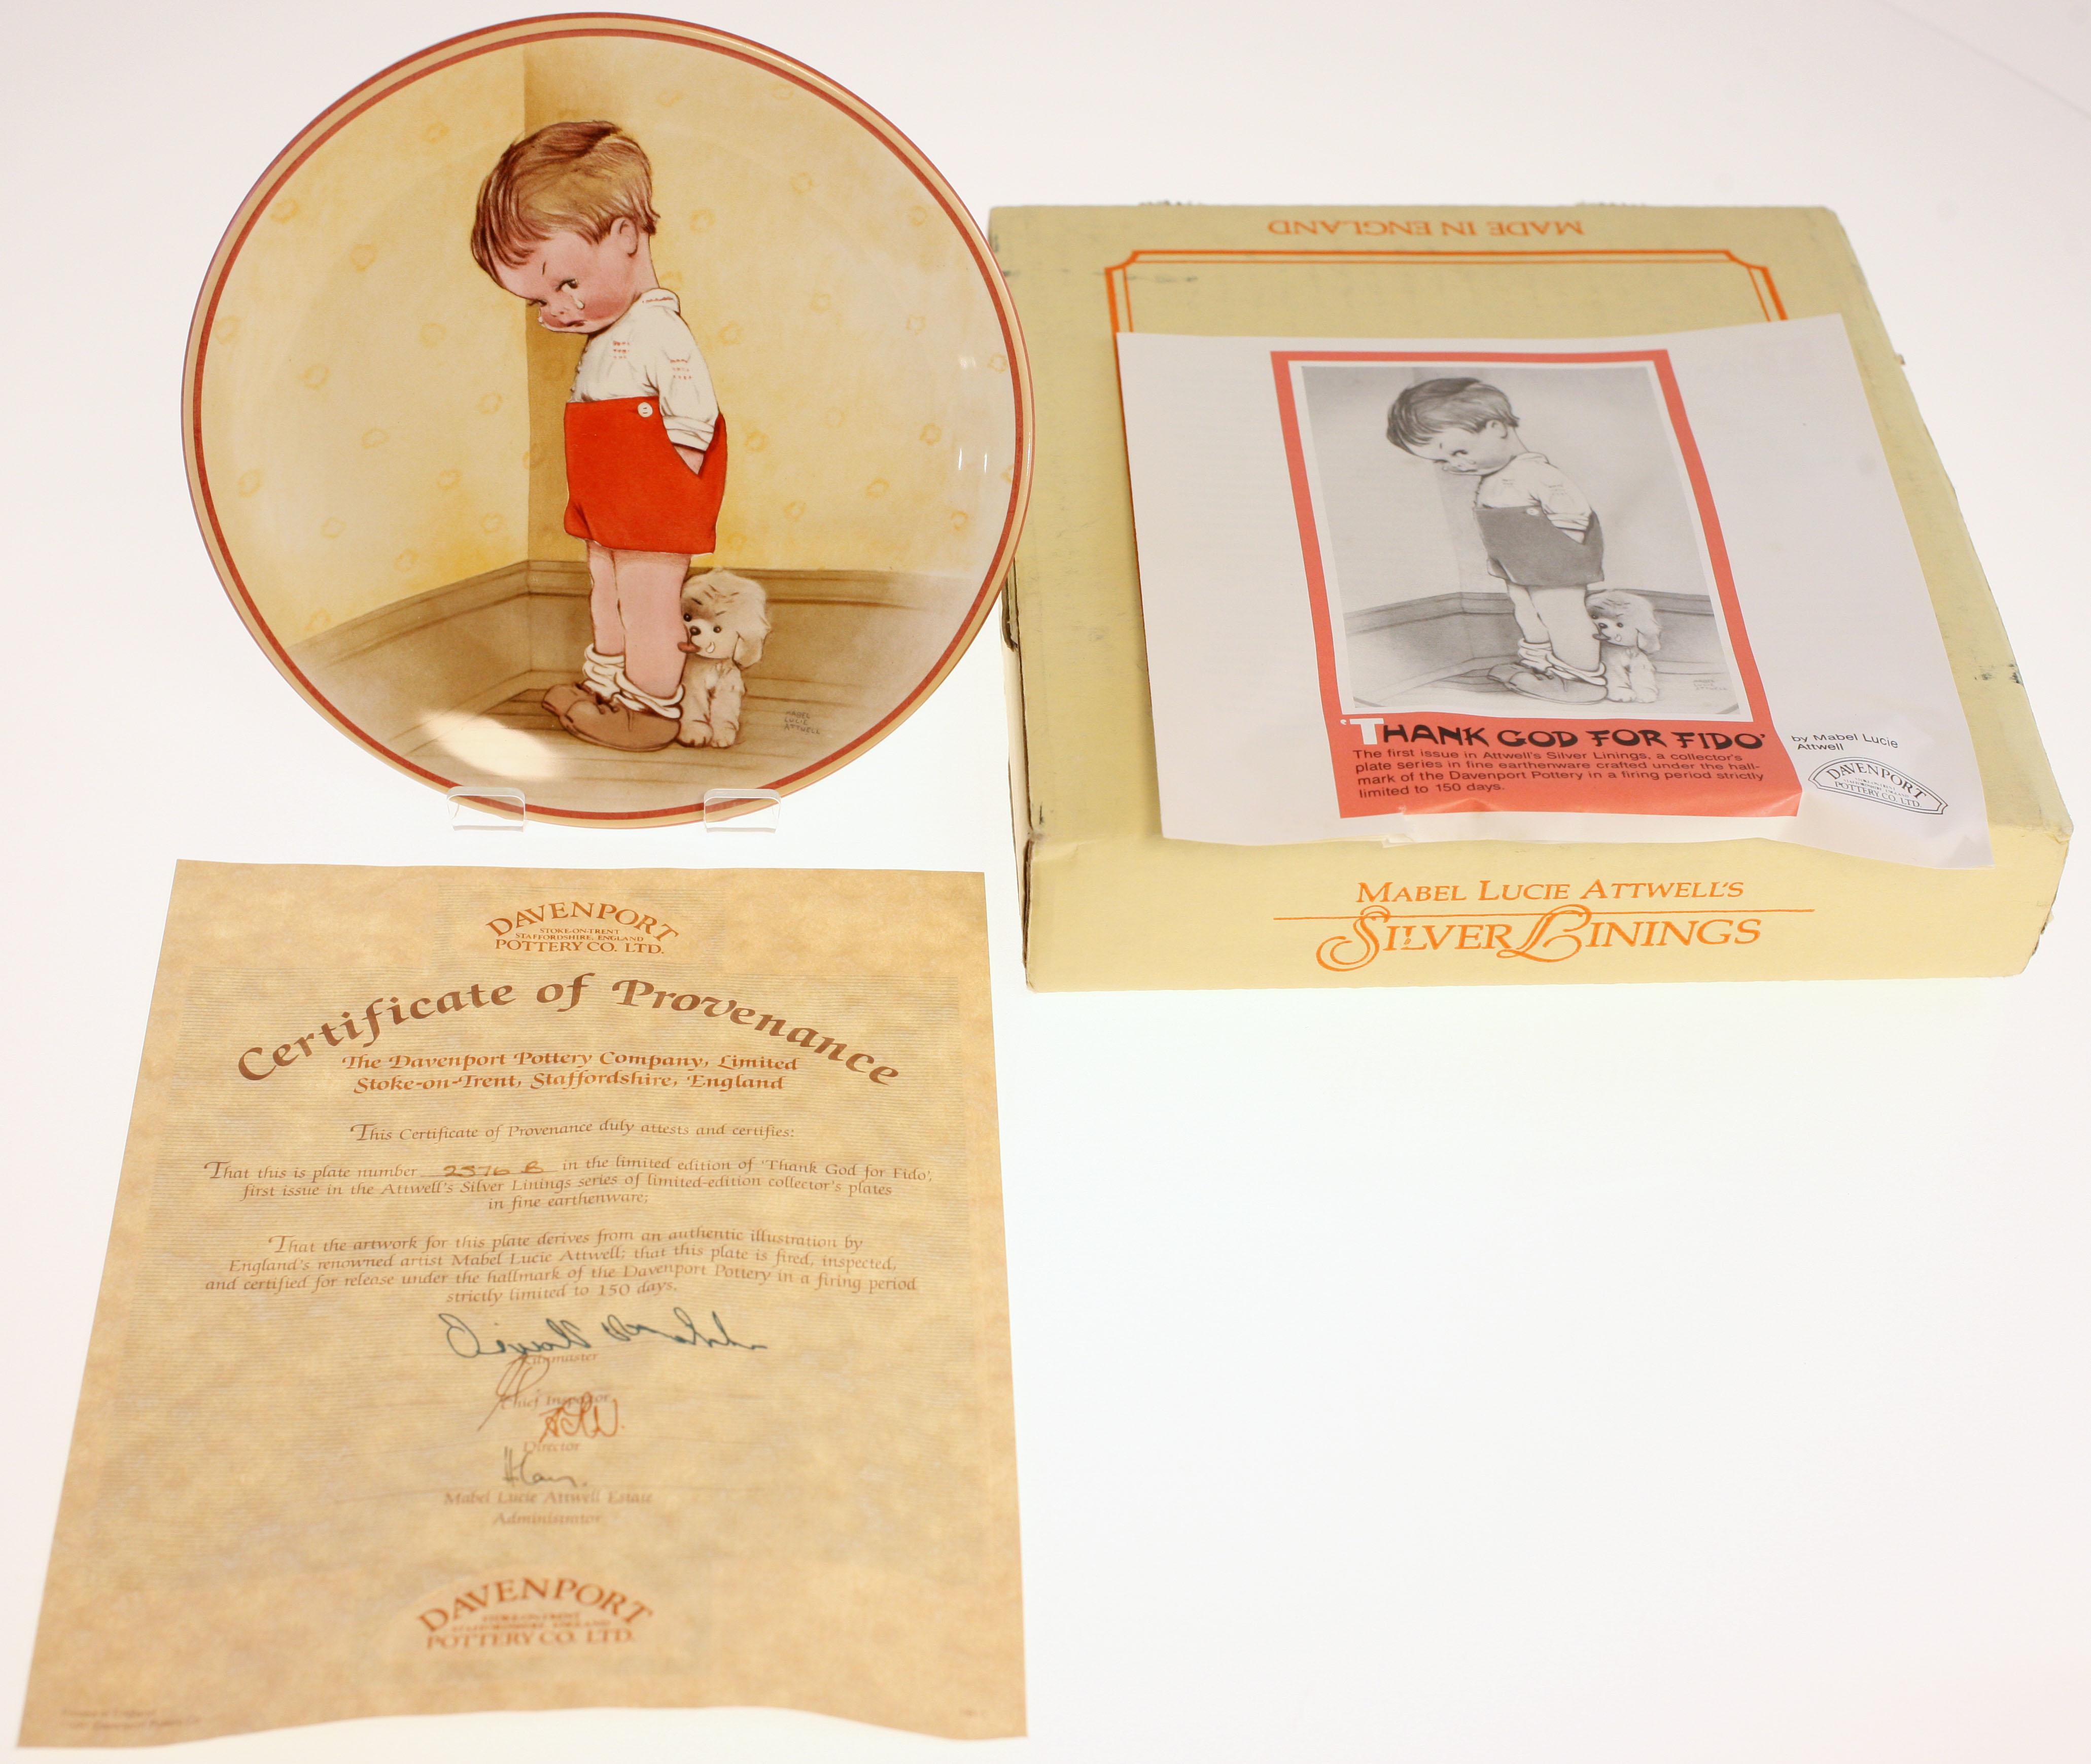 MABEL
LUCIE
ATTWELL
MADE IN ENGLAND
MABEL
LUCIE
ATTWELL
'THANK GOD FOR FIDO'
The first issue in Attwell's Silver Linings, a collector's
plate series in fine earthenware crafted under the hall-
mark of the Davenport Pottery in a firing period strictly
limited to 150 days.
by Mabel Lucie
Attwell
DAVENPORT
POTTERY CO. LTD.
MABEL LUCIE ATTWELL'S
SILVER LININGS
DAVENPORT
STOKE-ON-TRENT
STAFFORDSHIRE, ENGLAND
POTTERY CO. LTD.
Certificate of Provenance
The Davenport Pottery Company, Limited
Stoke-on-Trent, Staffordshire, England
This Certificate of Provenance duly attests and certifies:
That this is plate number 2576 B in the limited edition of 'Thank God for Fido',
first issue in the Attwell's Silver Linings series of limited-edition collector's plates
in fine earthenware;
That the artwork for this plate derives from an authentic illustration by
England's renowned artist Mabel Lucie Attwell; that this plate is fired, inspected,
and certified for release under the hallmark of the Davenport Pottery in a firing period
strictly limited to 150 days.
Chief Inspector
Director
Mabel Lucie Attwell Estate
Administrator
DAVENPORT
STOKE-ON-TRENT
STAFFORDSHIRE, ENGLAND
POTTERY CO. LTD.